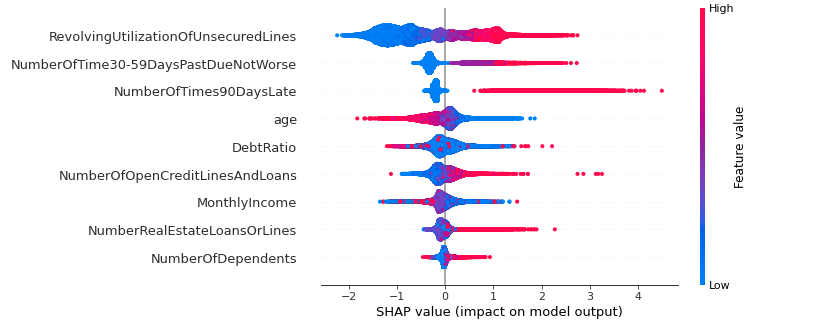 High
RevolvingUtilizationOfUnsecuredLines
NumberOfTime30-59DaysPastDueNotWorse
NumberOfTimes90DaysLate
age
DebtRatio
NumberOfOpenCreditLinesAndLoans
MonthlyIncome
NumberRealEstateLoansOrLines
NumberOfDependents
Feature value
Low
−2 −1 0 1 2 3 4
SHAP value (impact on model output)